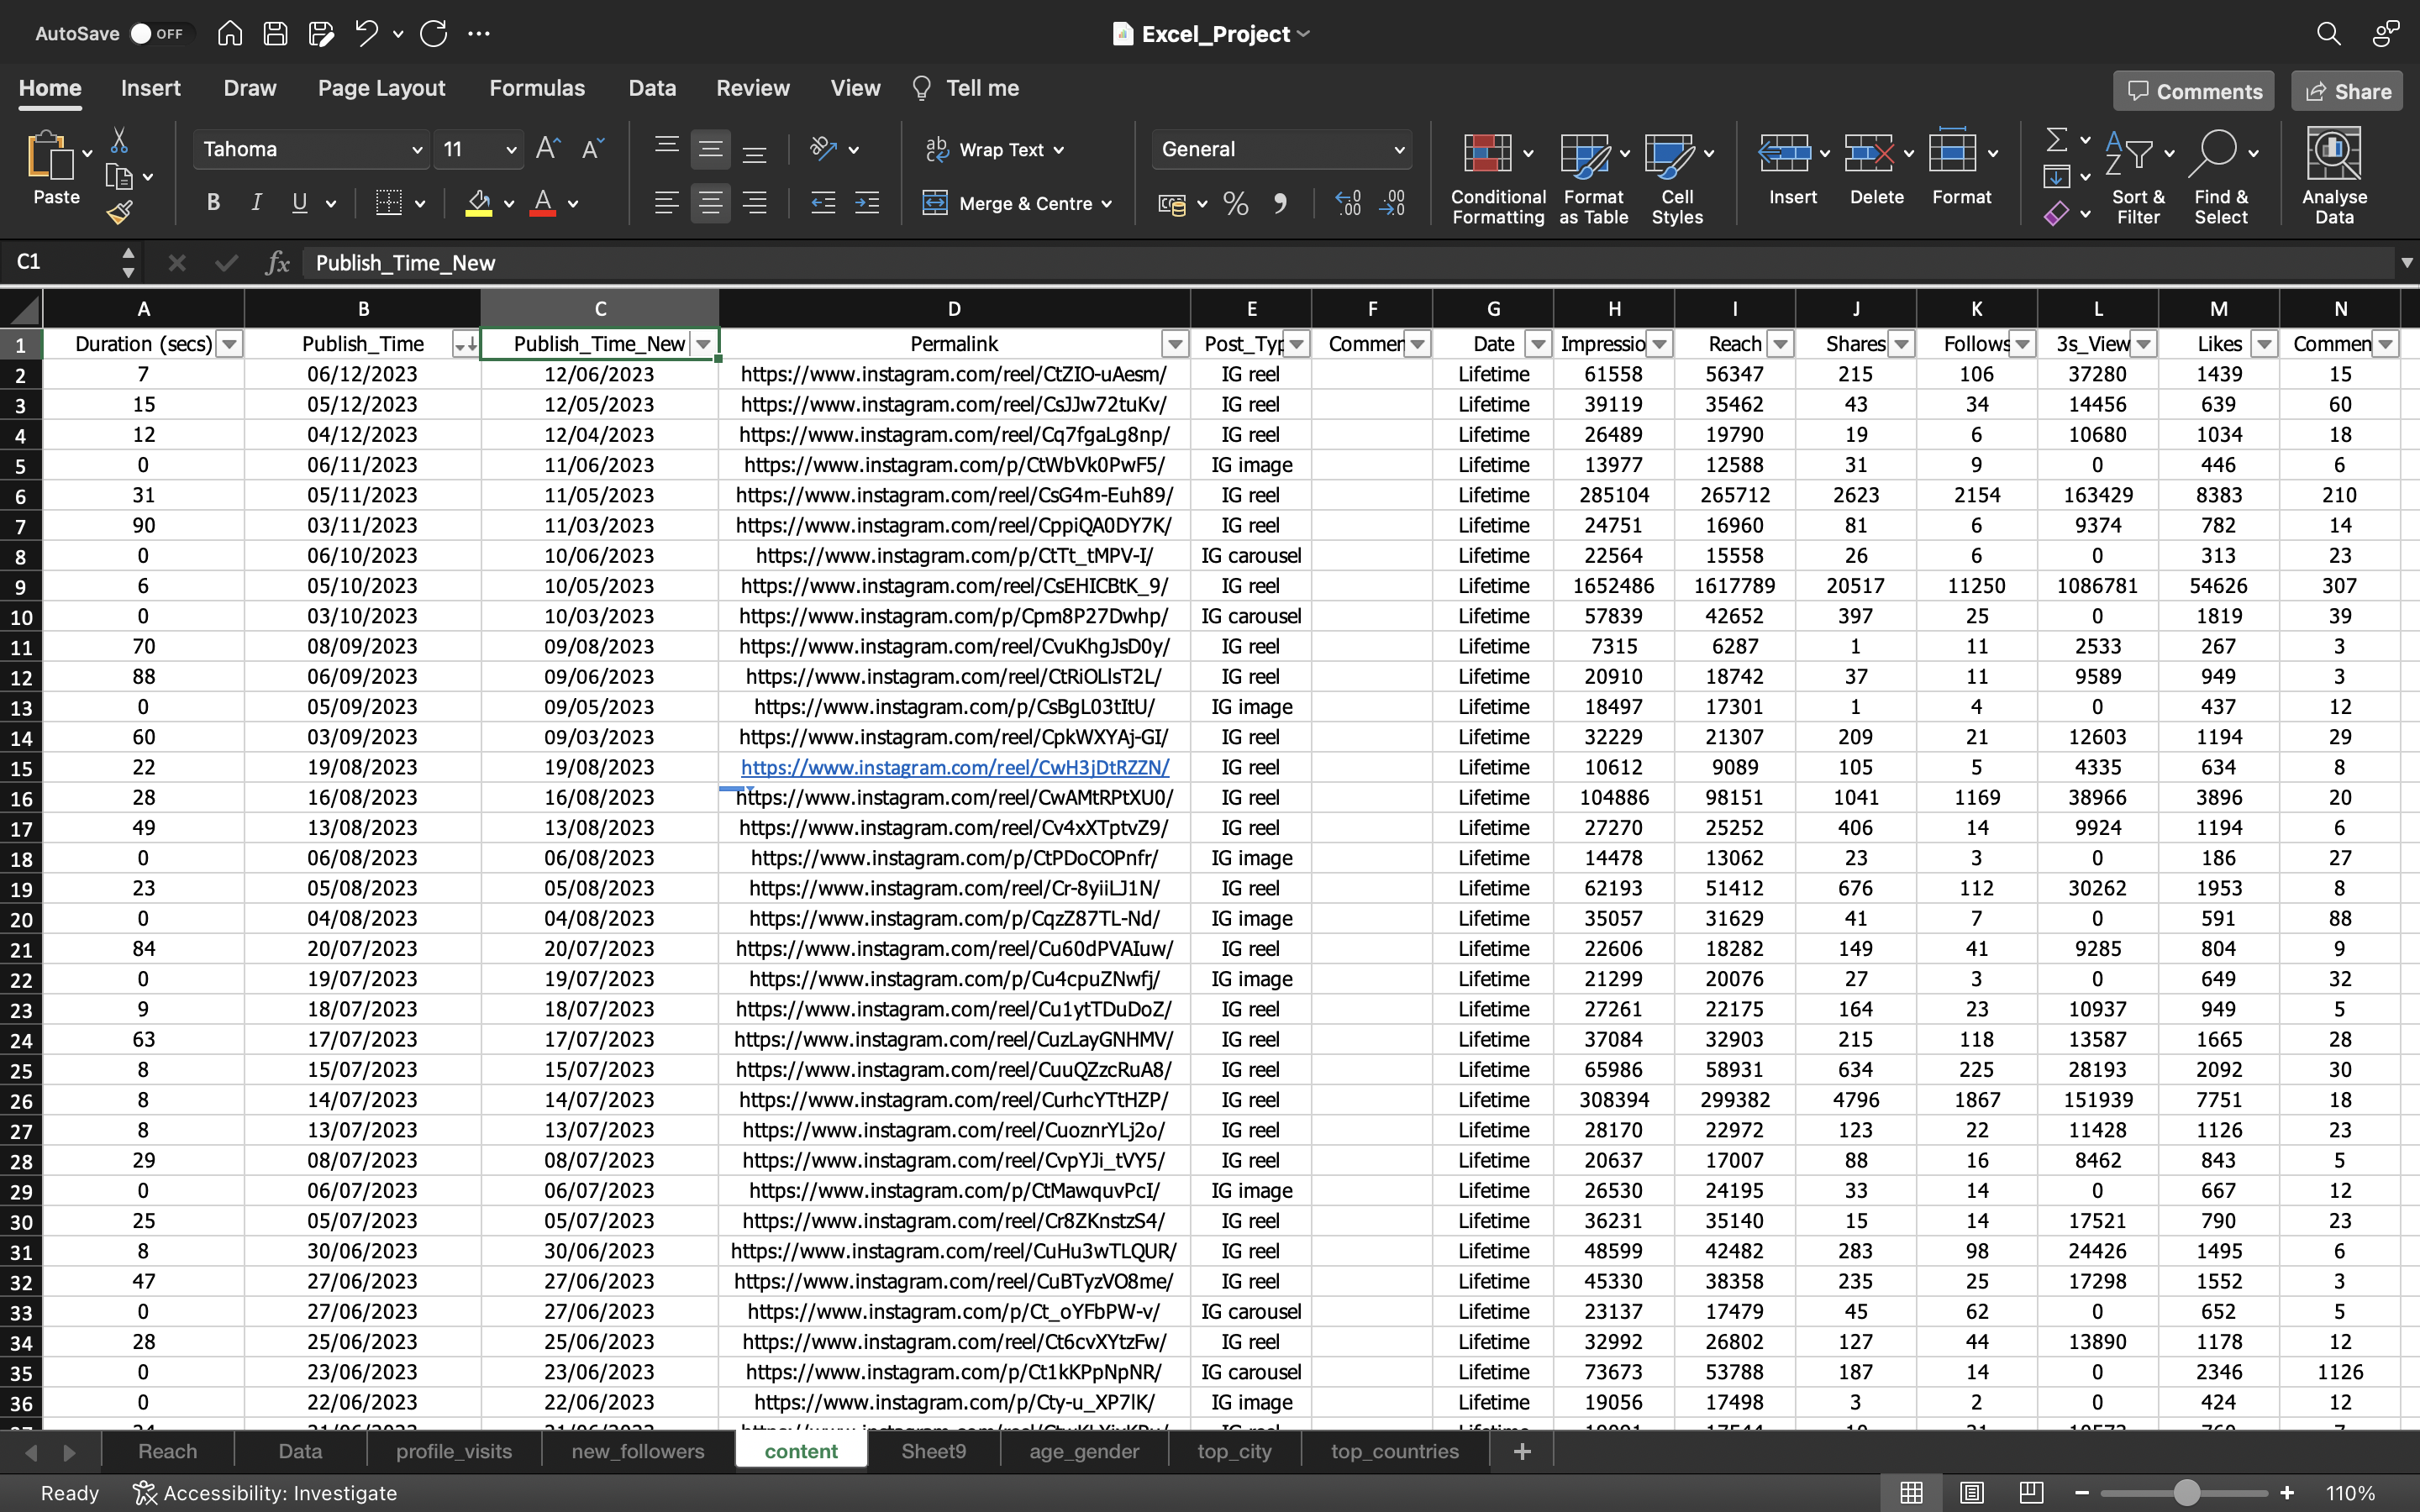 AutoSave OFF Excel_Project
Home Insert Draw Page Layout Formulas Data Review View Tell me Comments Share
Paste Tahoma 11 Wrap Text General Conditional Formatting Format as Table Cell Styles Insert Delete Format Sort & Filter Find & Select Analyse Data
B I U A Merge & Centre
C1 fx Publish_Time_New
A B C D E F G H I J K L M N
1 Duration (secs) Publish_Time Publish_Time_New Permalink Post_Typ Commer Date Impressio Reach Shares Follows 3s_View Likes Commen
2 7 06/12/2023 12/06/2023 https://www.instagram.com/reel/CtZIO-uAesm/ IG reel Lifetime 61558 56347 215 106 37280 1439 15
3 15 05/12/2023 12/05/2023 https://www.instagram.com/reel/CsJJw72tuKv/ IG reel Lifetime 39119 35462 43 34 14456 639 60
4 12 04/12/2023 12/04/2023 https://www.instagram.com/reel/Cq7fgaLg8np/ IG reel Lifetime 26489 19790 19 6 10680 1034 18
5 0 06/11/2023 11/06/2023 https://www.instagram.com/p/CtWbVk0PwF5/ IG image Lifetime 13977 12588 31 9 0 446 6
6 31 05/11/2023 11/05/2023 https://www.instagram.com/reel/CsG4m-Euh89/ IG reel Lifetime 285104 265712 2623 2154 163429 8383 210
7 90 03/11/2023 11/03/2023 https://www.instagram.com/reel/CppiQA0DY7K/ IG reel Lifetime 24751 16960 81 6 9374 782 14
8 0 06/10/2023 10/06/2023 https://www.instagram.com/p/CtTt_tMPV-I/ IG carousel Lifetime 22564 15558 26 6 0 313 23
9 6 05/10/2023 10/05/2023 https://www.instagram.com/reel/CsEHICBtK_9/ IG reel Lifetime 1652486 1617789 20517 11250 1086781 54626 307
10 0 03/10/2023 10/03/2023 https://www.instagram.com/p/Cpm8P27Dwhp/ IG carousel Lifetime 57839 42652 397 25 0 1819 39
11 70 08/09/2023 09/08/2023 https://www.instagram.com/reel/CvuKhgJsD0y/ IG reel Lifetime 7315 6287 1 11 2533 267 3
12 88 06/09/2023 09/06/2023 https://www.instagram.com/reel/CtRiOLlsT2L/ IG reel Lifetime 20910 18742 37 11 9589 949 3
13 0 05/09/2023 09/05/2023 https://www.instagram.com/p/CsBgL03tItU/ IG image Lifetime 18497 17301 1 4 0 437 12
14 60 03/09/2023 09/03/2023 https://www.instagram.com/reel/CpkWXYAj-GI/ IG reel Lifetime 32229 21307 209 21 12603 1194 29
15 22 19/08/2023 19/08/2023 https://www.instagram.com/reel/CwH3jDtRZZN/ IG reel Lifetime 10612 9089 105 5 4335 634 8
16 28 16/08/2023 16/08/2023 https://www.instagram.com/reel/CwAMtRPtXU0/ IG reel Lifetime 104886 98151 1041 1169 38966 3896 20
17 49 13/08/2023 13/08/2023 https://www.instagram.com/reel/Cv4xXTptvZ9/ IG reel Lifetime 27270 25252 406 14 9924 1194 6
18 0 06/08/2023 06/08/2023 https://www.instagram.com/p/CtPDoCOPnfr/ IG image Lifetime 14478 13062 23 3 0 186 27
19 23 05/08/2023 05/08/2023 https://www.instagram.com/reel/Cr-8yiiLJ1N/ IG reel Lifetime 62193 51412 676 112 30262 1953 8
20 0 04/08/2023 04/08/2023 https://www.instagram.com/p/CqzZ87TL-Nd/ IG image Lifetime 35057 31629 41 7 0 591 88
21 84 20/07/2023 20/07/2023 https://www.instagram.com/reel/Cu60dPVAIuw/ IG reel Lifetime 22606 18282 149 41 9285 804 9
22 0 19/07/2023 19/07/2023 https://www.instagram.com/p/Cu4cpuZNwfj/ IG image Lifetime 21299 20076 27 3 0 649 32
23 9 18/07/2023 18/07/2023 https://www.instagram.com/reel/Cu1ytTDuDoZ/ IG reel Lifetime 27261 22175 164 23 10937 949 5
24 63 17/07/2023 17/07/2023 https://www.instagram.com/reel/CuzLayGNHMV/ IG reel Lifetime 37084 32903 215 118 13587 1665 28
25 8 15/07/2023 15/07/2023 https://www.instagram.com/reel/CuuQZzcRuA8/ IG reel Lifetime 65986 58931 634 225 28193 2092 30
26 8 14/07/2023 14/07/2023 https://www.instagram.com/reel/CurhcYTtHZP/ IG reel Lifetime 308394 299382 4796 1867 151939 7751 18
27 8 13/07/2023 13/07/2023 https://www.instagram.com/reel/CuoznrYLj2o/ IG reel Lifetime 28170 22972 123 22 11428 1126 23
28 29 08/07/2023 08/07/2023 https://www.instagram.com/reel/CvpYJi_tVY5/ IG reel Lifetime 20637 17007 88 16 8462 843 5
29 0 06/07/2023 06/07/2023 https://www.instagram.com/p/CtMawquvPcI/ IG image Lifetime 26530 24195 33 14 0 667 12
30 25 05/07/2023 05/07/2023 https://www.instagram.com/reel/Cr8ZKnstzS4/ IG reel Lifetime 36231 35140 15 14 17521 790 23
31 8 30/06/2023 30/06/2023 https://www.instagram.com/reel/CuHu3wTLQUR/ IG reel Lifetime 48599 42482 283 98 24426 1495 6
32 47 27/06/2023 27/06/2023 https://www.instagram.com/reel/CuBTyzVO8me/ IG reel Lifetime 45330 38358 235 25 17298 1552 3
33 0 27/06/2023 27/06/2023 https://www.instagram.com/p/Ct_oYFbPW-v/ IG carousel Lifetime 23137 17479 45 62 0 652 5
34 28 25/06/2023 25/06/2023 https://www.instagram.com/reel/Ct6cvXYtzFw/ IG reel Lifetime 32992 26802 127 44 13890 1178 12
35 0 23/06/2023 23/06/2023 https://www.instagram.com/p/Ct1kKPpNpNR/ IG carousel Lifetime 73673 53788 187 14 0 2346 1126
36 0 22/06/2023 22/06/2023 https://www.instagram.com/p/Cty-u_XP7lK/ IG image Lifetime 19056 17498 3 2 0 424 12
Reach Data profile_visits new_followers content Sheet9 age_gender top_city top_countries +
Ready Accessibility: Investigate 110%